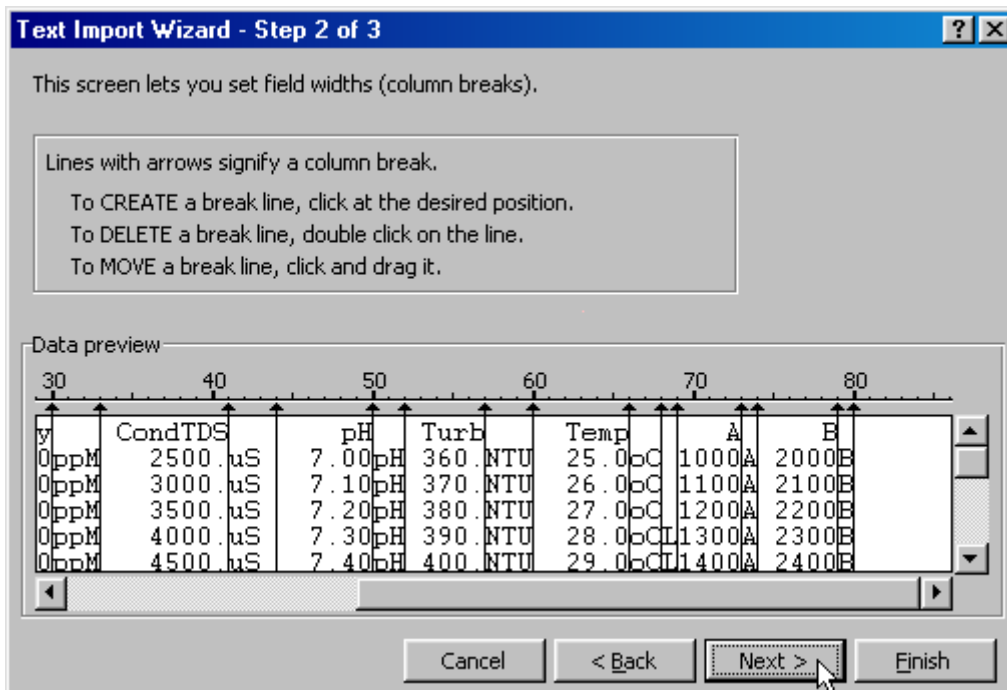 Text Import Wizard - Step 2 of 3
This screen lets you set field widths (column breaks).
Lines with arrows signify a column break.
To CREATE a break line, click at the desired position.
To DELETE a break line, double click on the line.
To MOVE a break line, click and drag it.
Data preview
30 40 50 60 70 80
y CondTDS pH Turb Temp A B
0ppM 2500.uS 7.00pH 360.NTU 25.0oC 1000A 2000B
0ppM 3000.uS 7.10pH 370.NTU 26.0oC 1100A 2100B
0ppM 3500.uS 7.20pH 380.NTU 27.0oC 1200A 2200B
0ppM 4000.uS 7.30pH 390.NTU 28.0oCL1300A 2300B
0ppM 4500.uS 7.40pH 400.NTU 29.0oCL1400A 2400B
Cancel < Back Next > Finish